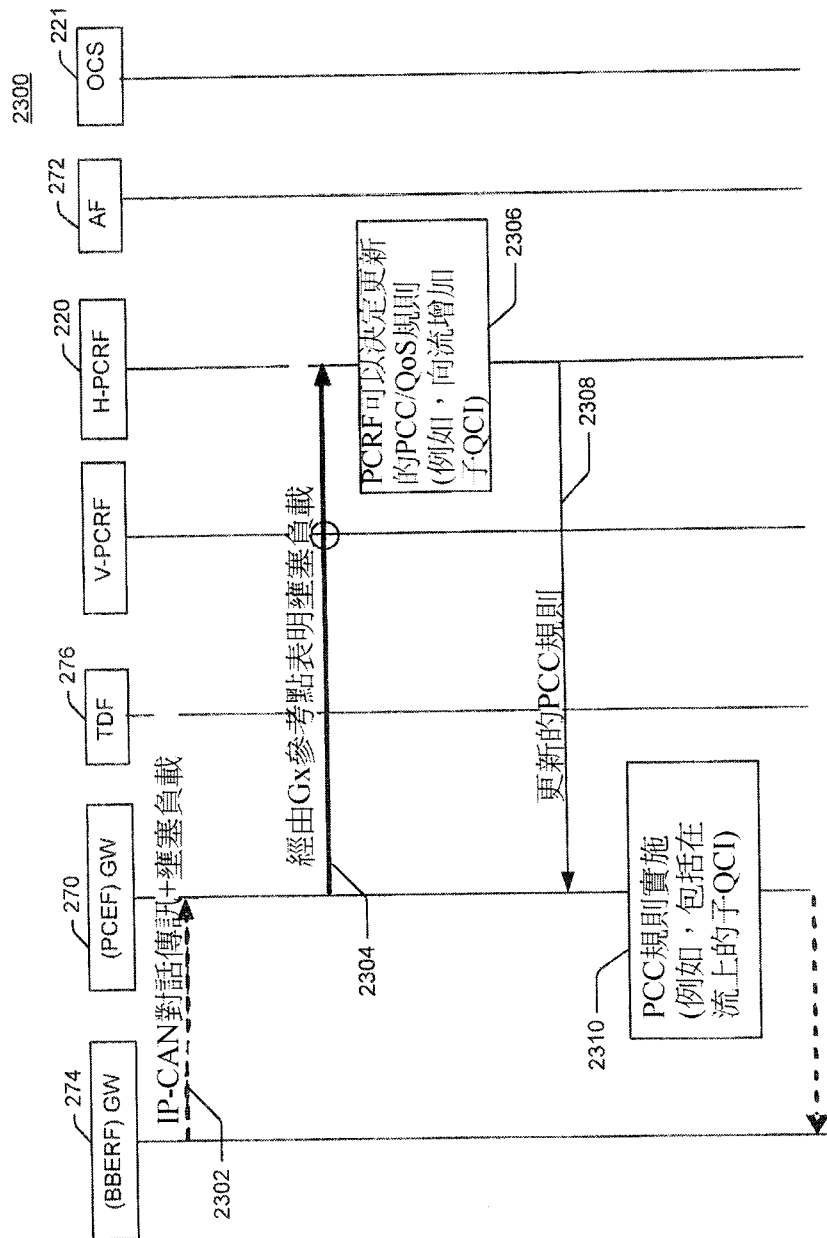 2300
274
(BBERF) GW
270
(PCEF) GW
276
TDF
V-PCRF
220
H-PCRF
272
AF
221
OCS
IP-CAN對話傳訊+壅塞負載
2302
經由Gx參考點表明壅塞負載
2304
PCRF可以決定更新
的PCC/QoS規則
(例如，向流增加
子QCI)
2306
更新的PCC規則
2308
PCC規則實施
(例如，包括在
流上的子QCI)
2310